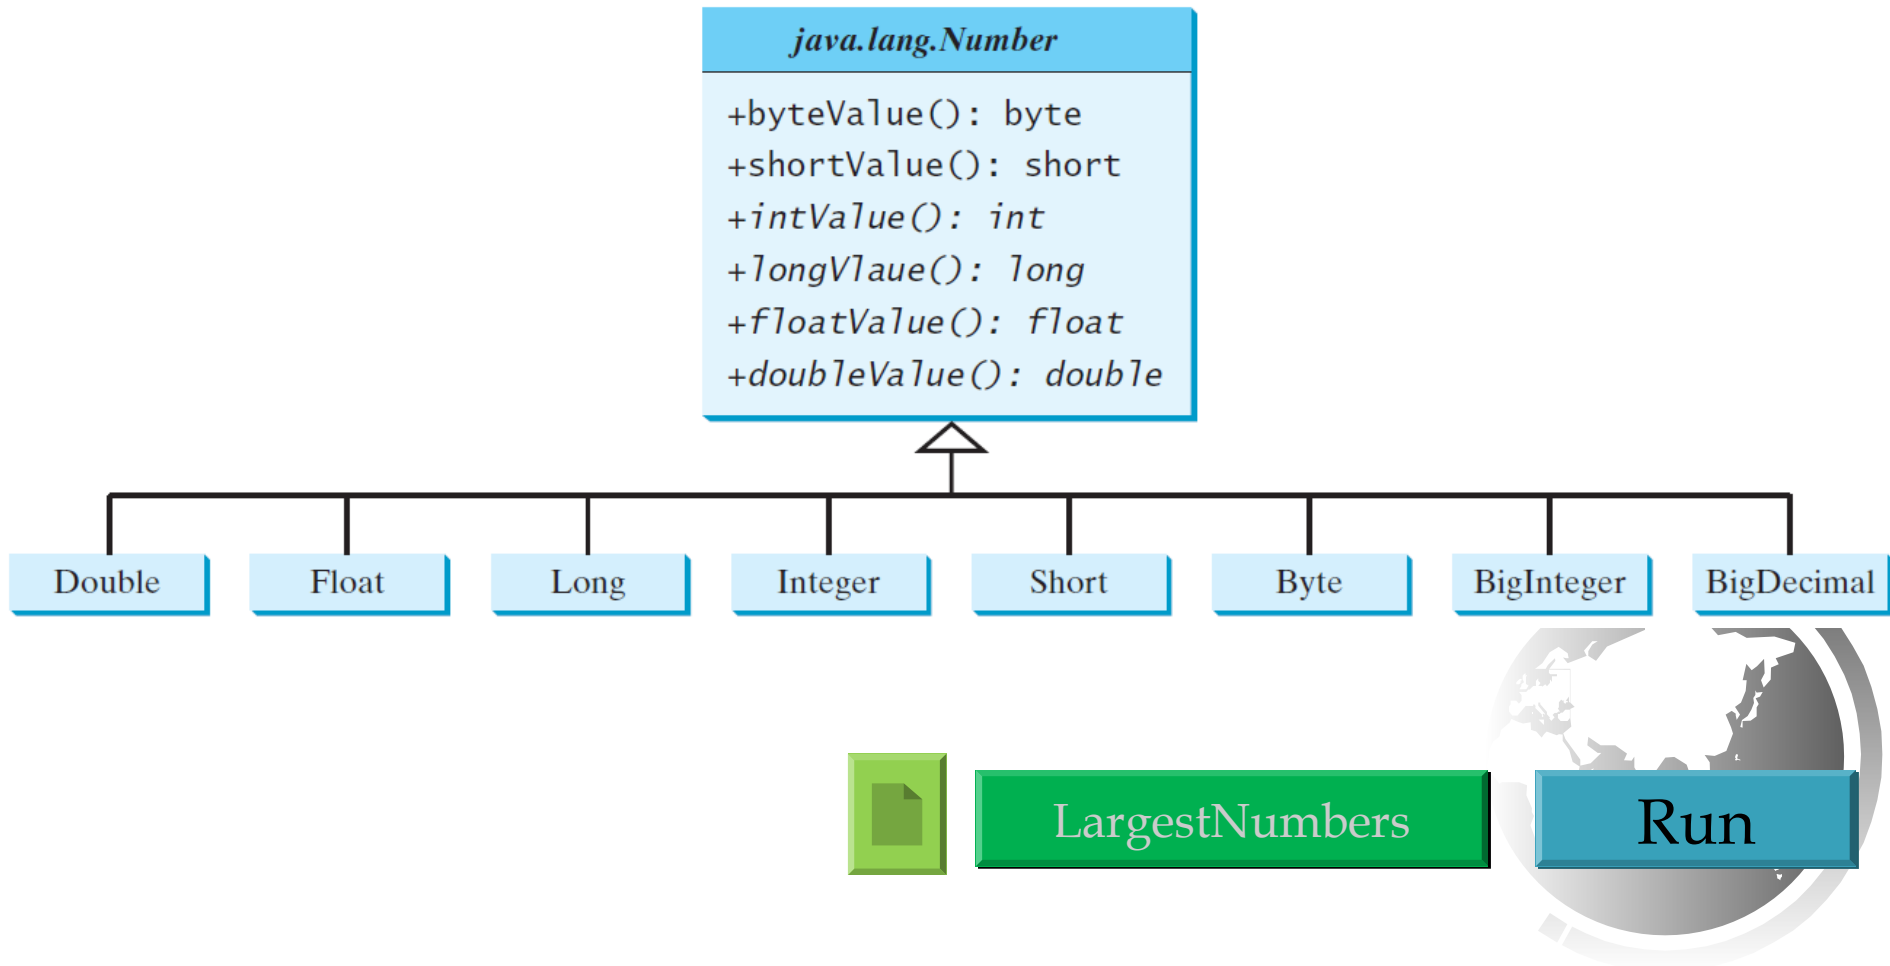 java.lang.Number
+byteValue(): byte
+shortValue(): short
+intValue(): int
+longVlaue(): long
+floatValue(): float
+doubleValue(): double
Double Float Long Integer Short Byte BigInteger BigDecimal
LargestNumbers Run